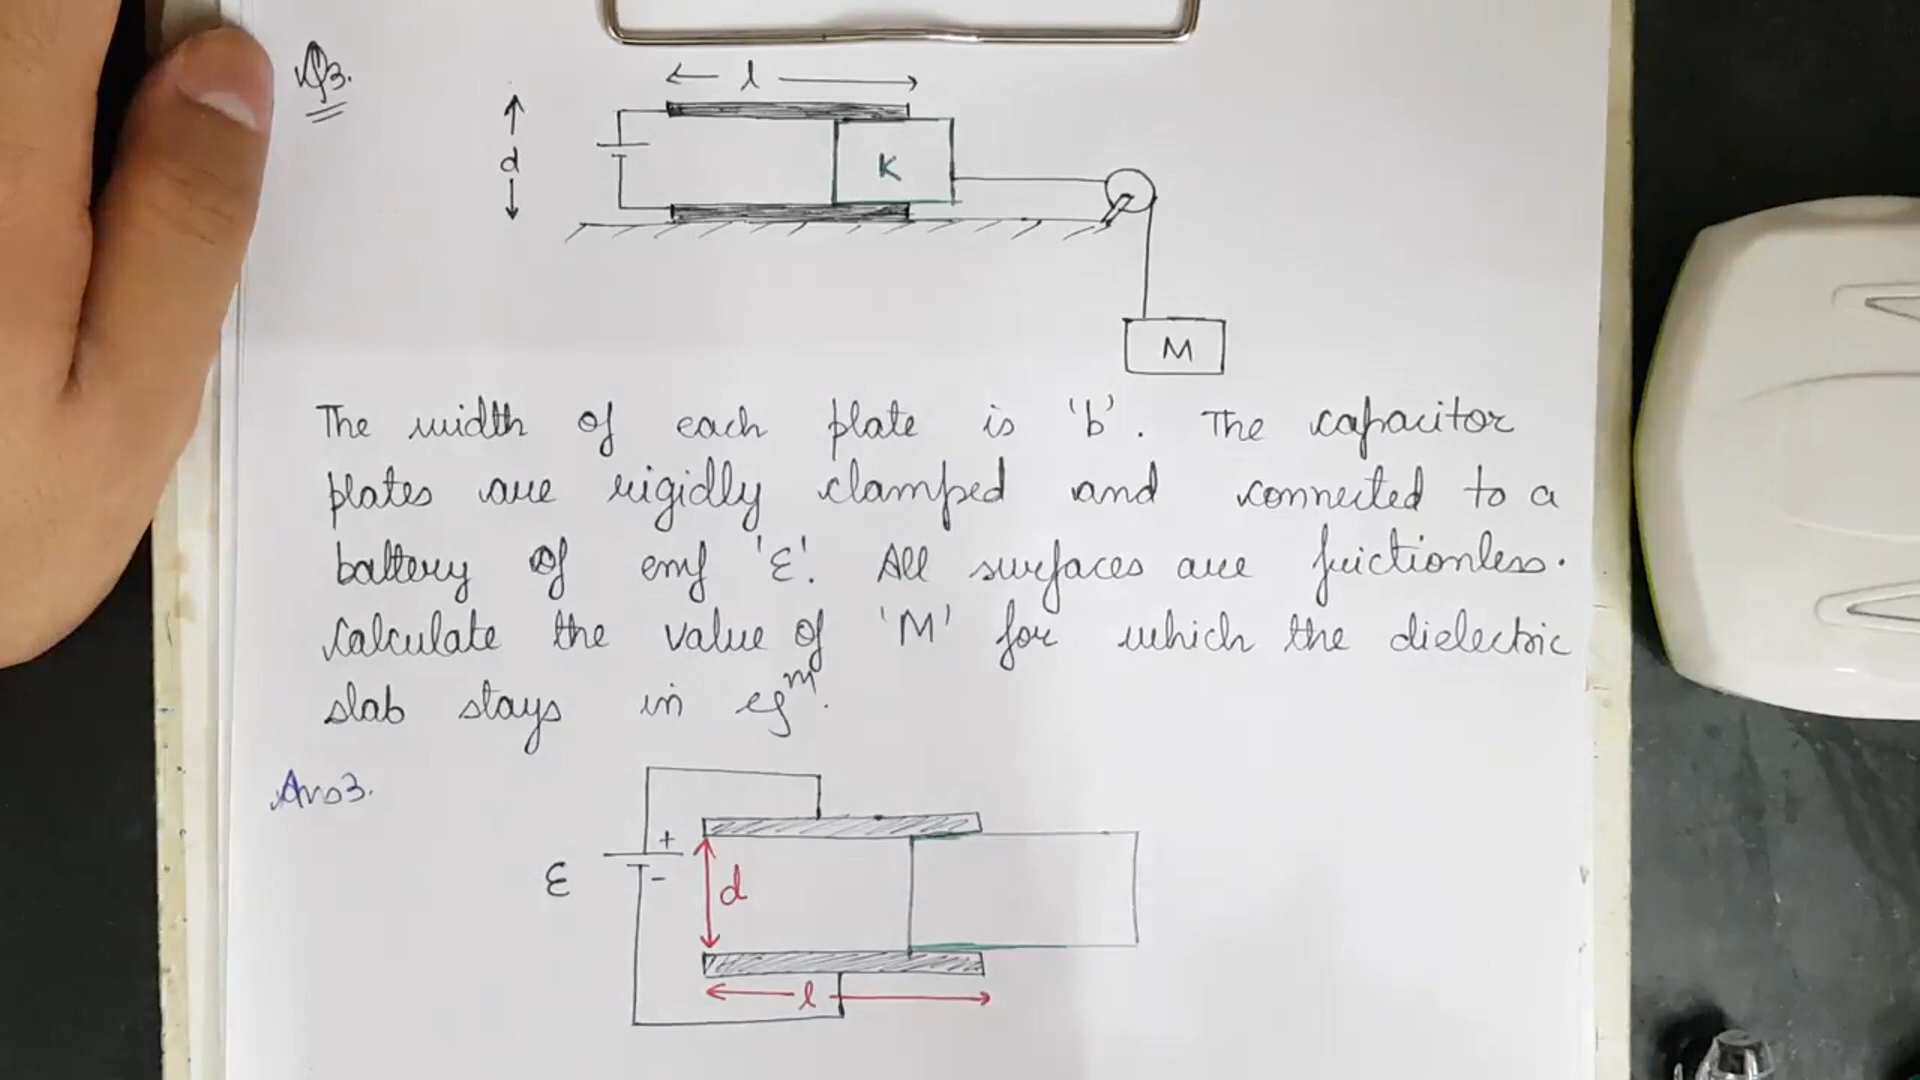 Q3.
l
d
K
M
The width of each plate is 'b'. The capacitor
plates are rigidly clamped and connected to a
battery of emf 'ε'. All surfaces are frictionless.
Calculate the value of 'M' for which the dielectric
slab stays in eqᵐ.
Ans3.
+
ε
-
d
l